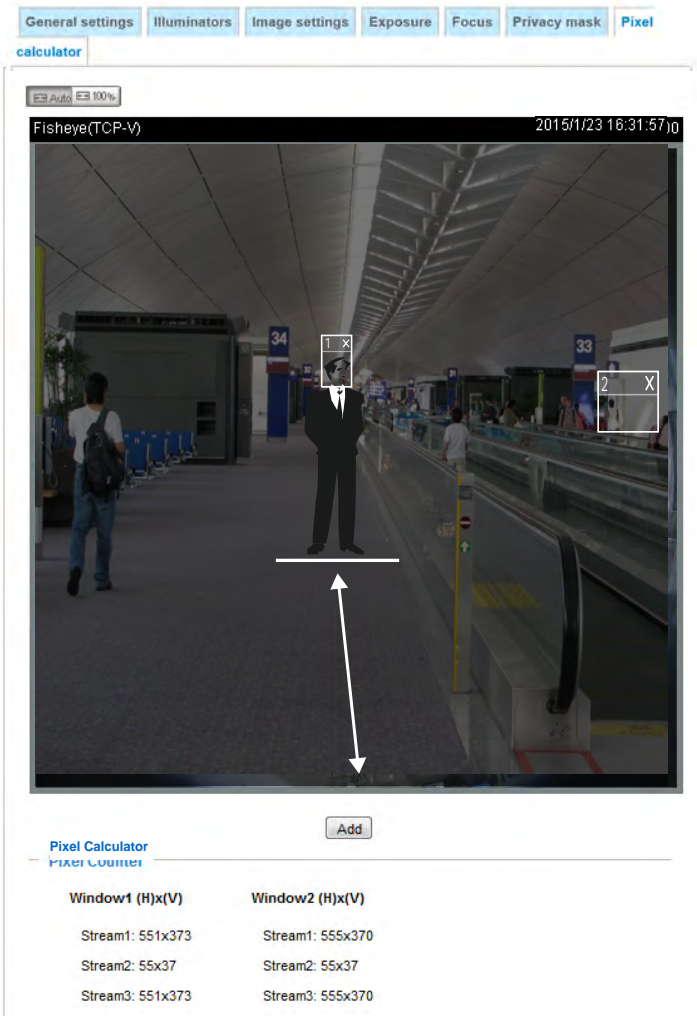 General settings Illuminators Image settings Exposure Focus Privacy mask Pixel
calculator
Auto 100%
Fisheye(TCP-V) 2015/1/23 16:31:57
34
33
1 X
2 X
Add
Pixel Calculator
Pixel Counter
Window1 (H)x(V) Window2 (H)x(V)
Stream1: 551x373 Stream1: 555x370
Stream2: 55x37 Stream2: 55x37
Stream3: 551x373 Stream3: 555x370